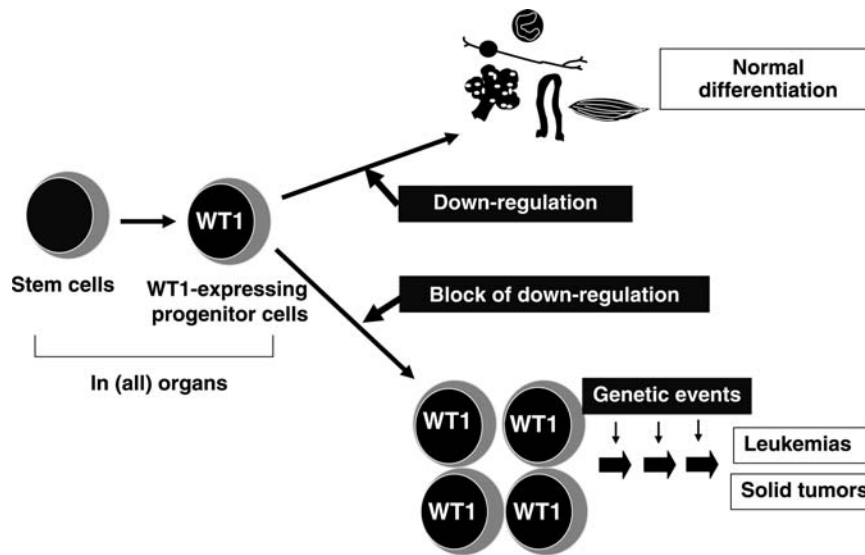 Normal
differentiation
Down-regulation
WT1
Stem cells
WT1-expressing
progenitor cells
Block of down-regulation
In (all) organs
Genetic events
WT1
WT1
Leukemias
Solid tumors
WT1
WT1